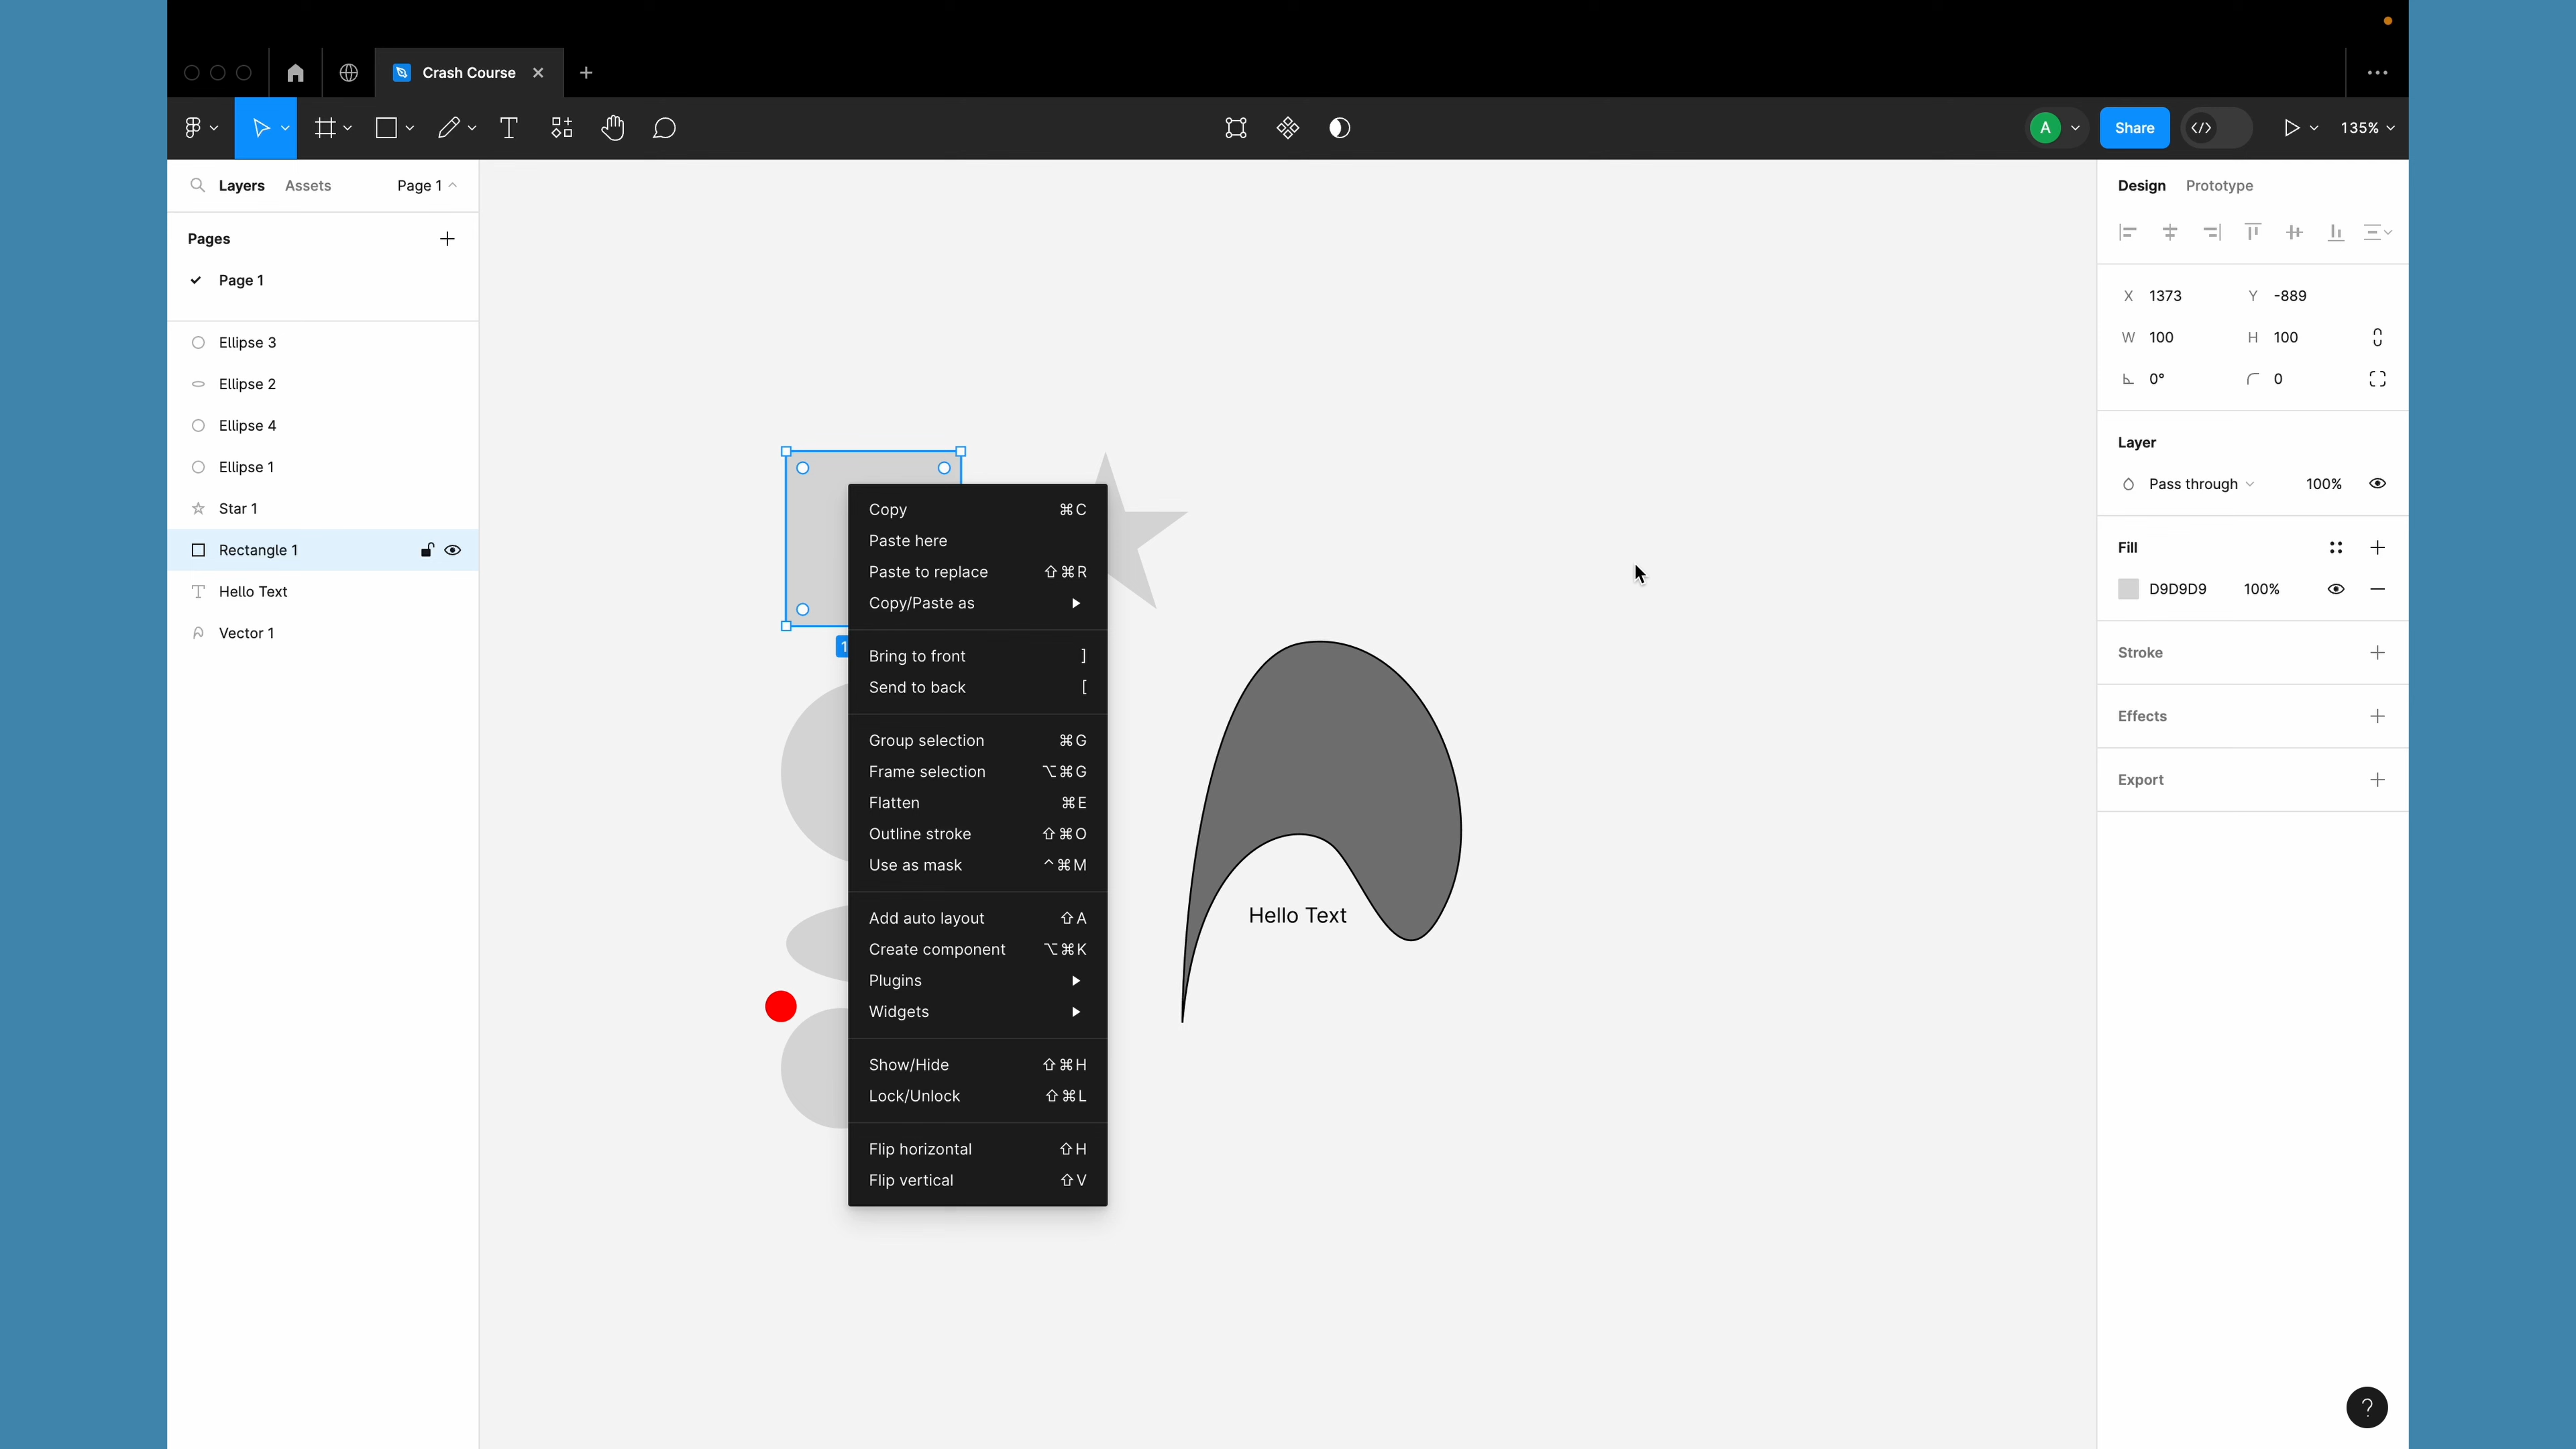 Crash Course
A
Share
135%
Layers Assets Page 1
Pages
Page 1
Ellipse 3
Ellipse 2
Ellipse 4
Ellipse 1
Star 1
Rectangle 1
Hello Text
Vector 1
1
Copy ⌘C
Paste here
Paste to replace ⇧⌘R
Copy/Paste as
Bring to front ]
Send to back [
Group selection ⌘G
Frame selection ⌥⌘G
Flatten ⌘E
Outline stroke ⇧⌘O
Use as mask ^⌘M
Add auto layout ⇧A
Create component ⌥⌘K
Plugins
Widgets
Show/Hide ⇧⌘H
Lock/Unlock ⇧⌘L
Flip horizontal ⇧H
Flip vertical ⇧V
Hello Text
Design Prototype
X 1373 Y -889
W 100 H 100
0° 0
Layer
Pass through 100%
Fill
D9D9D9 100%
Stroke
Effects
Export
?